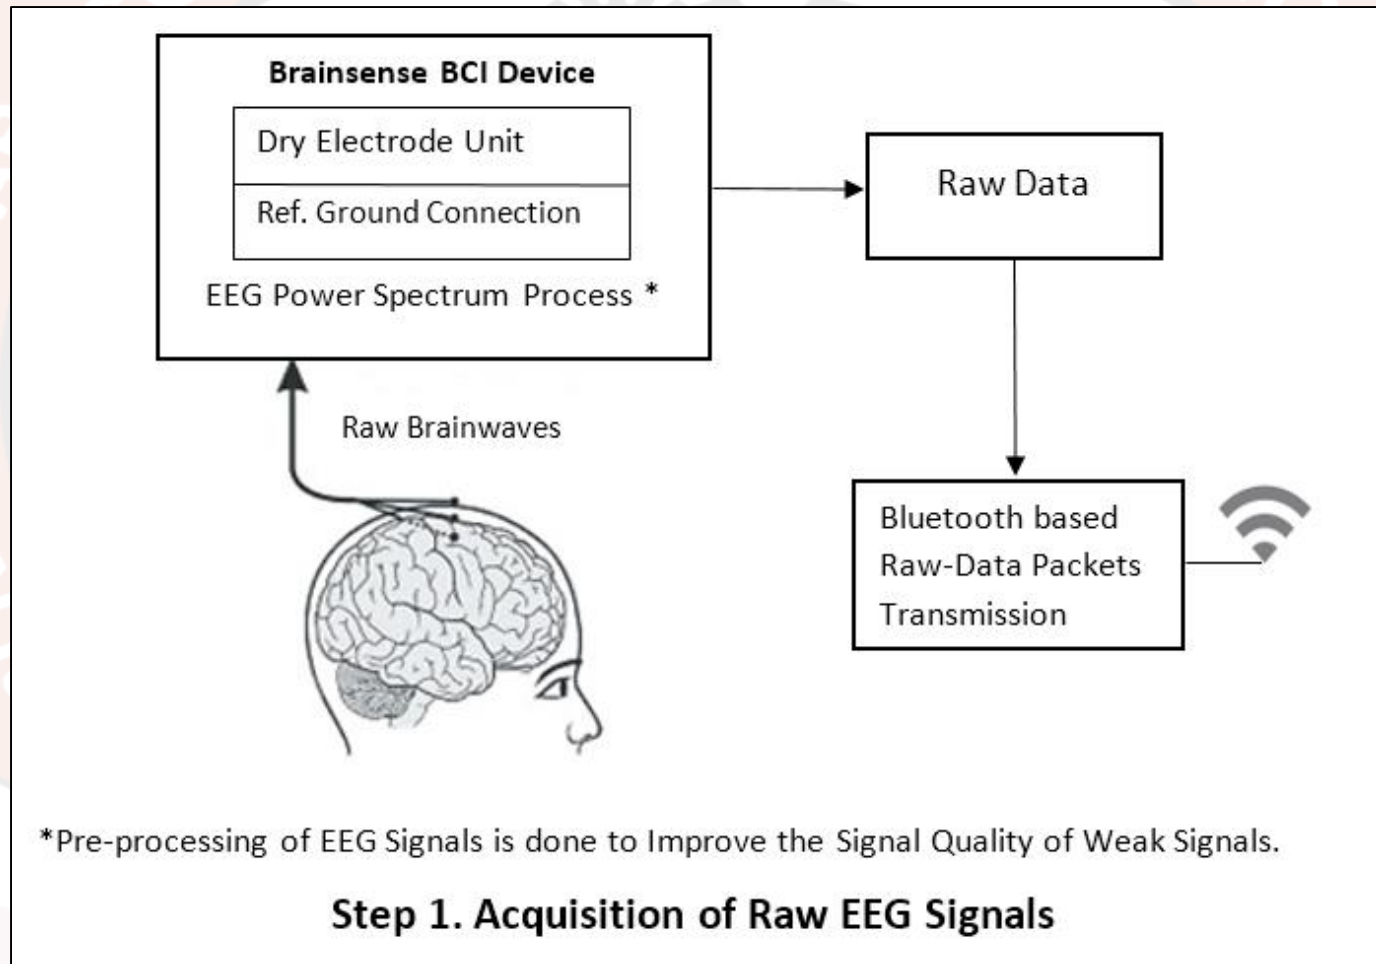 Brainsense BCI Device
Dry Electrode Unit
Ref. Ground Connection
EEG Power Spectrum Process *
Raw Data
Raw Brainwaves
Bluetooth based
Raw-Data Packets
Transmission
*Pre-processing of EEG Signals is done to Improve the Signal Quality of Weak Signals.
Step 1. Acquisition of Raw EEG Signals